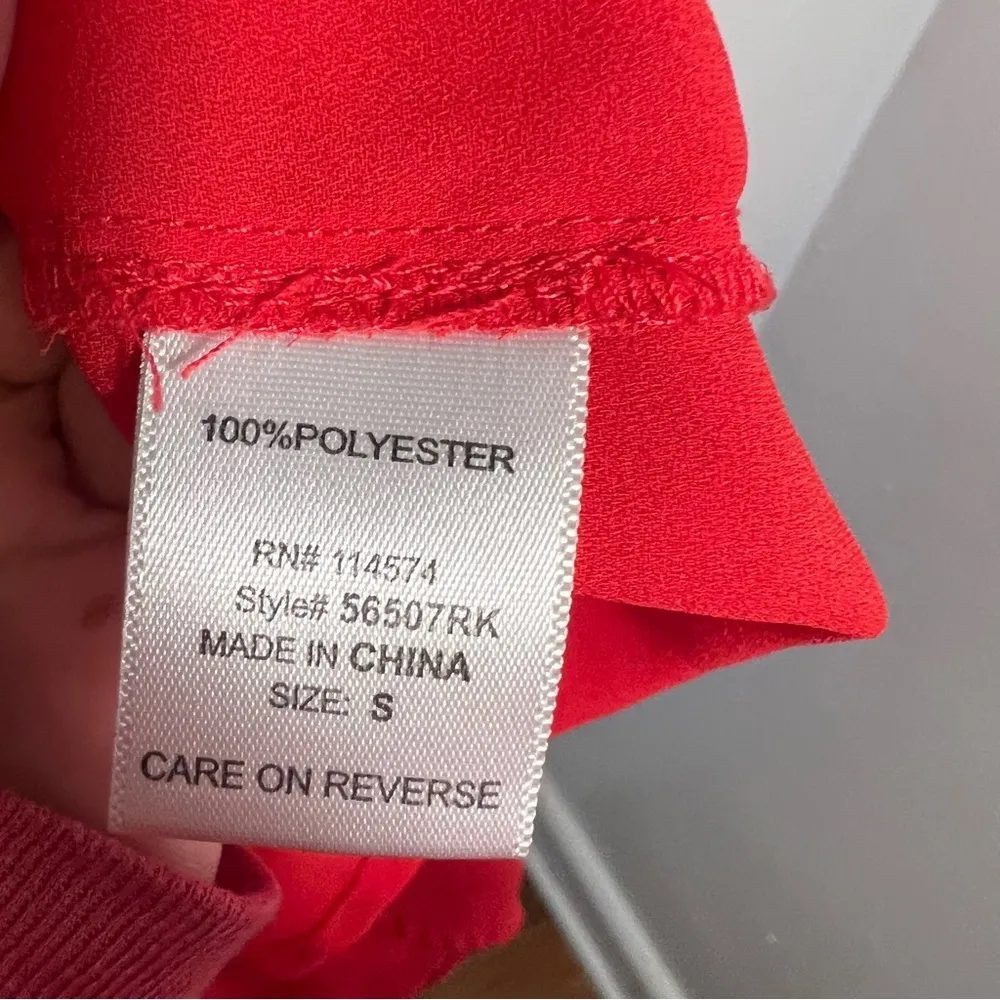 100%POLYESTER
RN# 114574
Style# 56507RK
MADE IN CHINA
SIZE: S
CARE ON REVERSE